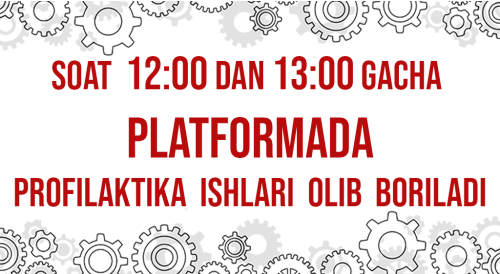 SOAT 12:00 DAN 13:00 GACHA
PLATFORMADA
PROFILAKTIKA ISHLARI OLIB BORILADI